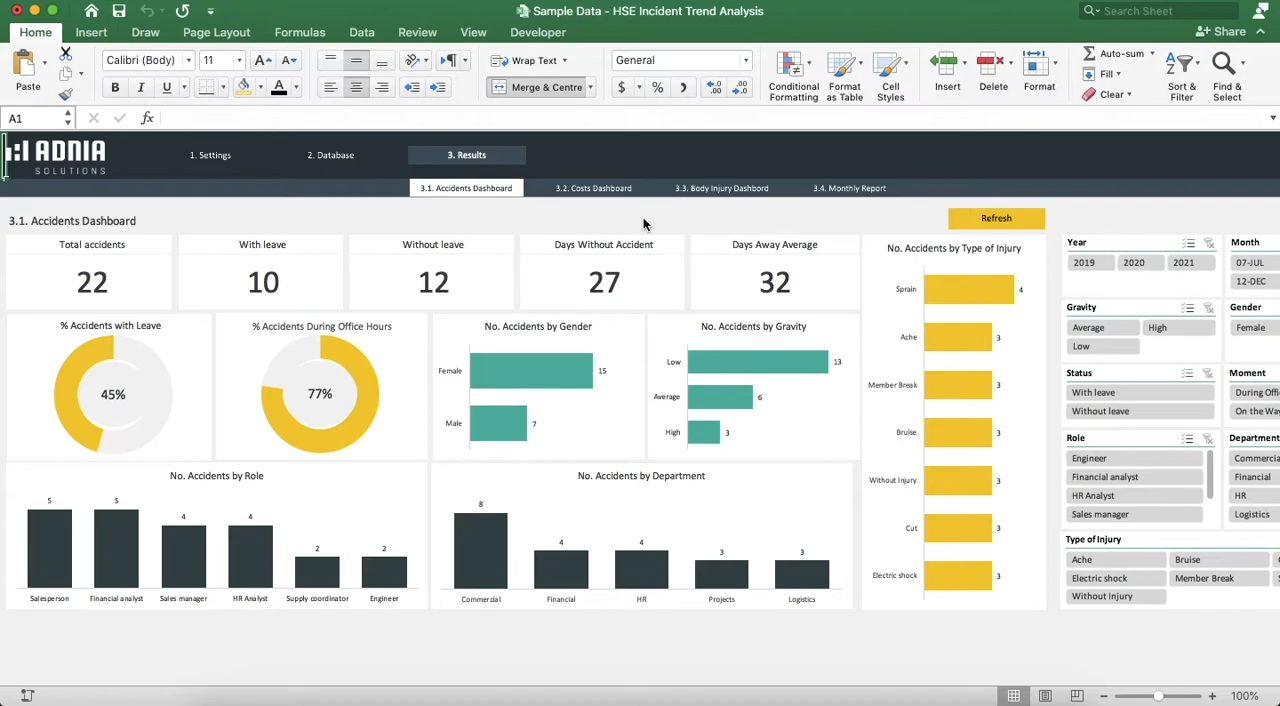 Sample Data - HSE Incident Trend Analysis
Search Sheet
Home Insert Draw Page Layout Formulas Data Review View Developer
Share
Paste
Calibri (Body) 11
Wrap Text
General
B I U
Merge & Centre
$ %
Conditional Formatting
Format as Table
Cell Styles
Insert
Delete
Format
Auto-sum
Fill
Clear
Sort & Filter
Find & Select
A1
fx
ADNIA
SOLUTIONS
1. Settings 2. Database 3. Results
3.1. Accidents Dashboard 3.2. Costs Dashboard 3.3. Body Injury Dashbord 3.4. Monthly Report
3.1. Accidents Dashboard
Refresh
Total accidents
22
With leave
10
Without leave
12
Days Without Accident
27
Days Away Average
32
% Accidents with Leave
45%
% Accidents During Office Hours
77%
No. Accidents by Gender
Female 15
Male 7
No. Accidents by Gravity
Low 13
Average 6
High 3
No. Accidents by Type of Injury
Sprain 4
Ache 3
Member Break 3
Bruise 3
Without Injury 3
Cut 3
Electric shock 3
No. Accidents by Role
5 5 4 4 2 2
Salesperson Financial analyst Sales manager HR Analyst Supply coordinator Engineer
No. Accidents by Department
8 4 4 3 3
Commercial Financial HR Projects Logistics
Year
2019 2020 2021
Month
07-JUL
12-DEC
Gravity
Average High
Low
Gender
Female
Status
With leave
Without leave
Moment
During Offi
On the Wa
Role
Engineer
Financial analyst
HR Analyst
Sales manager
Department
Commercia
Financial
HR
Logistics
Type of Injury
Ache Bruise
Electric shock Member Break
Without Injury
100%